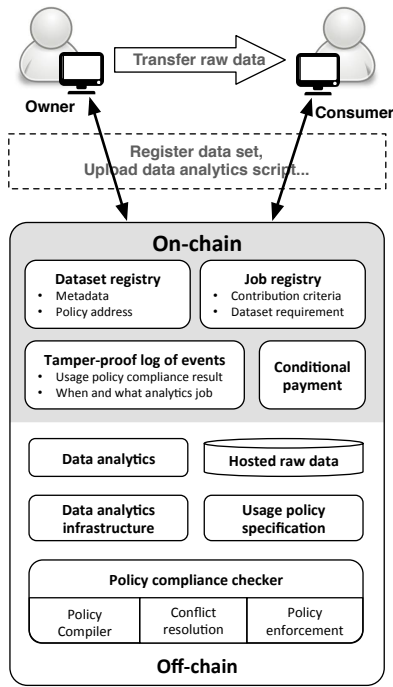 Transfer raw data
Owner
Consumer
Register data set,
Upload data analytics script...
On-chain
Dataset registry
• Metadata
• Policy address
Job registry
• Contribution criteria
• Dataset requirement
Tamper-proof log of events
• Usage policy compliance result
• When and what analytics job
Conditional
payment
Data analytics
Hosted raw data
Data analytics
infrastructure
Usage policy
specification
Policy compliance checker
Policy
Compiler
Conflict
resolution
Policy
enforcement
Off-chain